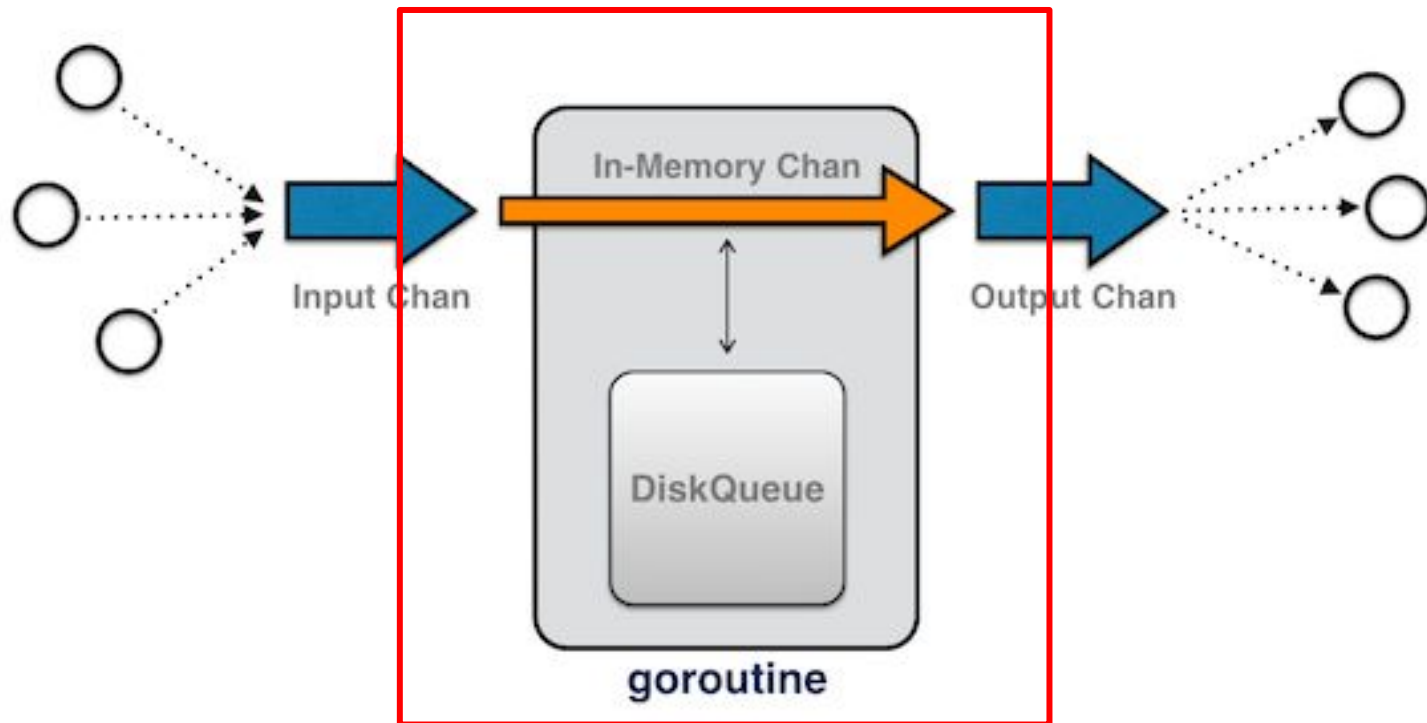 In-Memory Chan
Input Chan
Output Chan
DiskQueue
goroutine